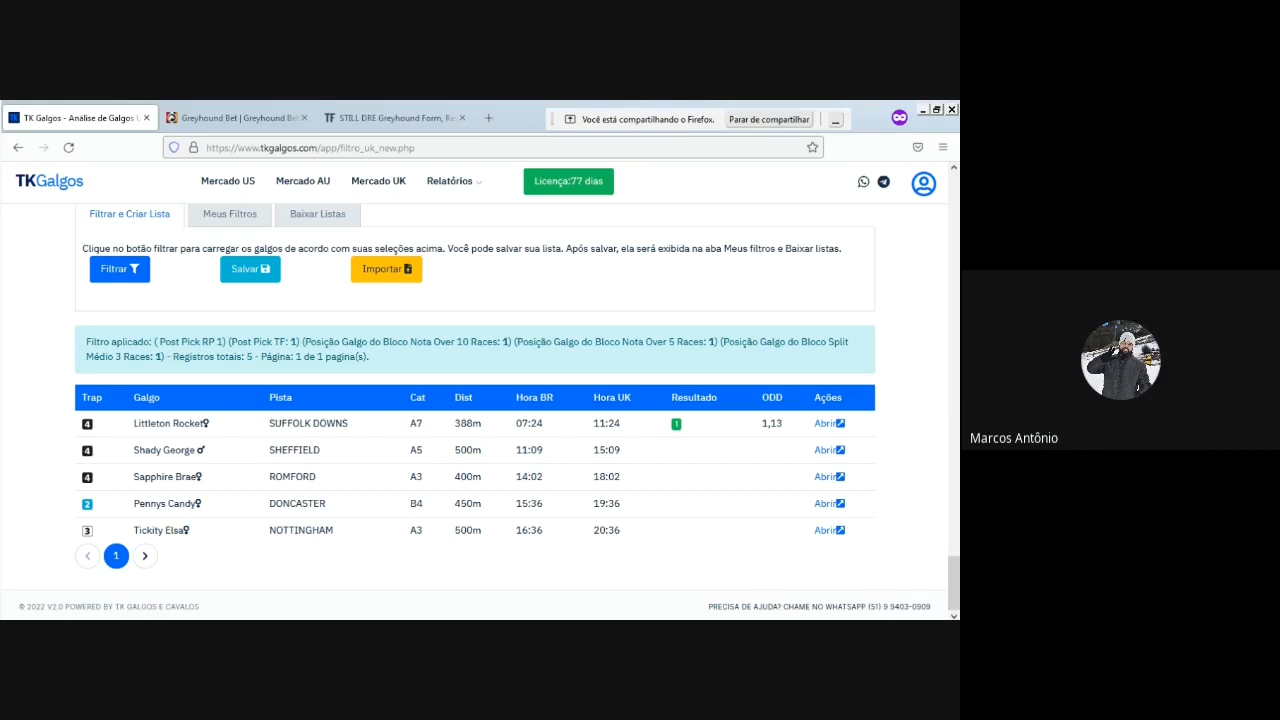 TK Galgos - Análise de Galgos U
Greyhound Bet | Greyhound Bet
TF STILL DRE Greyhound Form, Re
Você está compartilhando o Firefox.
Parar de compartilhar
https://www.tkgalgos.com/app/filtro_uk_new.php
TKGalgos
Mercado US
Mercado AU
Mercado UK
Relatórios
Licença:77 dias
Filtrar e Criar Lista
Meus Filtros
Baixar Listas
Clique no botão filtrar para carregar os galgos de acordo com suas seleções acima. Você pode salvar sua lista. Após salvar, ela será exibida na aba Meus filtros e Baixar listas.
Filtrar
Salvar
Importar
Filtro aplicado: ( Post Pick RP 1) (Post Pick TF: 1) (Posição Galgo do Bloco Nota Over 10 Races: 1) (Posição Galgo do Bloco Nota Over 5 Races: 1) (Posição Galgo do Bloco Split
Médio 3 Races: 1) - Registros totais: 5 - Página: 1 de 1 pagina(s).
Trap Galgo Pista Cat Dist Hora BR Hora UK Resultado ODD Ações
4 Littleton Rocket♀ SUFFOLK DOWNS A7 388m 07:24 11:24 1 1,13 Abrir
4 Shady George ♂ SHEFFIELD A5 500m 11:09 15:09 Abrir
4 Sapphire Brae♀ ROMFORD A3 400m 14:02 18:02 Abrir
2 Pennys Candy♀ DONCASTER B4 450m 15:36 19:36 Abrir
3 Tickity Elsa♀ NOTTINGHAM A3 500m 16:36 20:36 Abrir
1
© 2022 V2.0 POWERED BY TK GALGOS E CAVALOS
PRECISA DE AJUDA? CHAME NO WHATSAPP (51) 9 9403-0909
Marcos Antônio